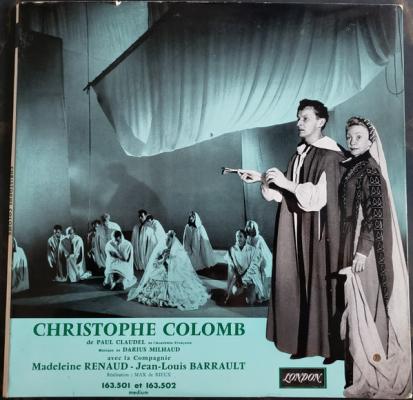 CHRISTOPHE COLOMB
de PAUL CLAUDEL de l'Académie Française
Musique de DARIUS MILHAUD
avec la Compagnie
Madeleine RENAUD - Jean-Louis BARRAULT
Réalisation : MAX de RIEUX
163.501 et 163.502
medium
LONDON